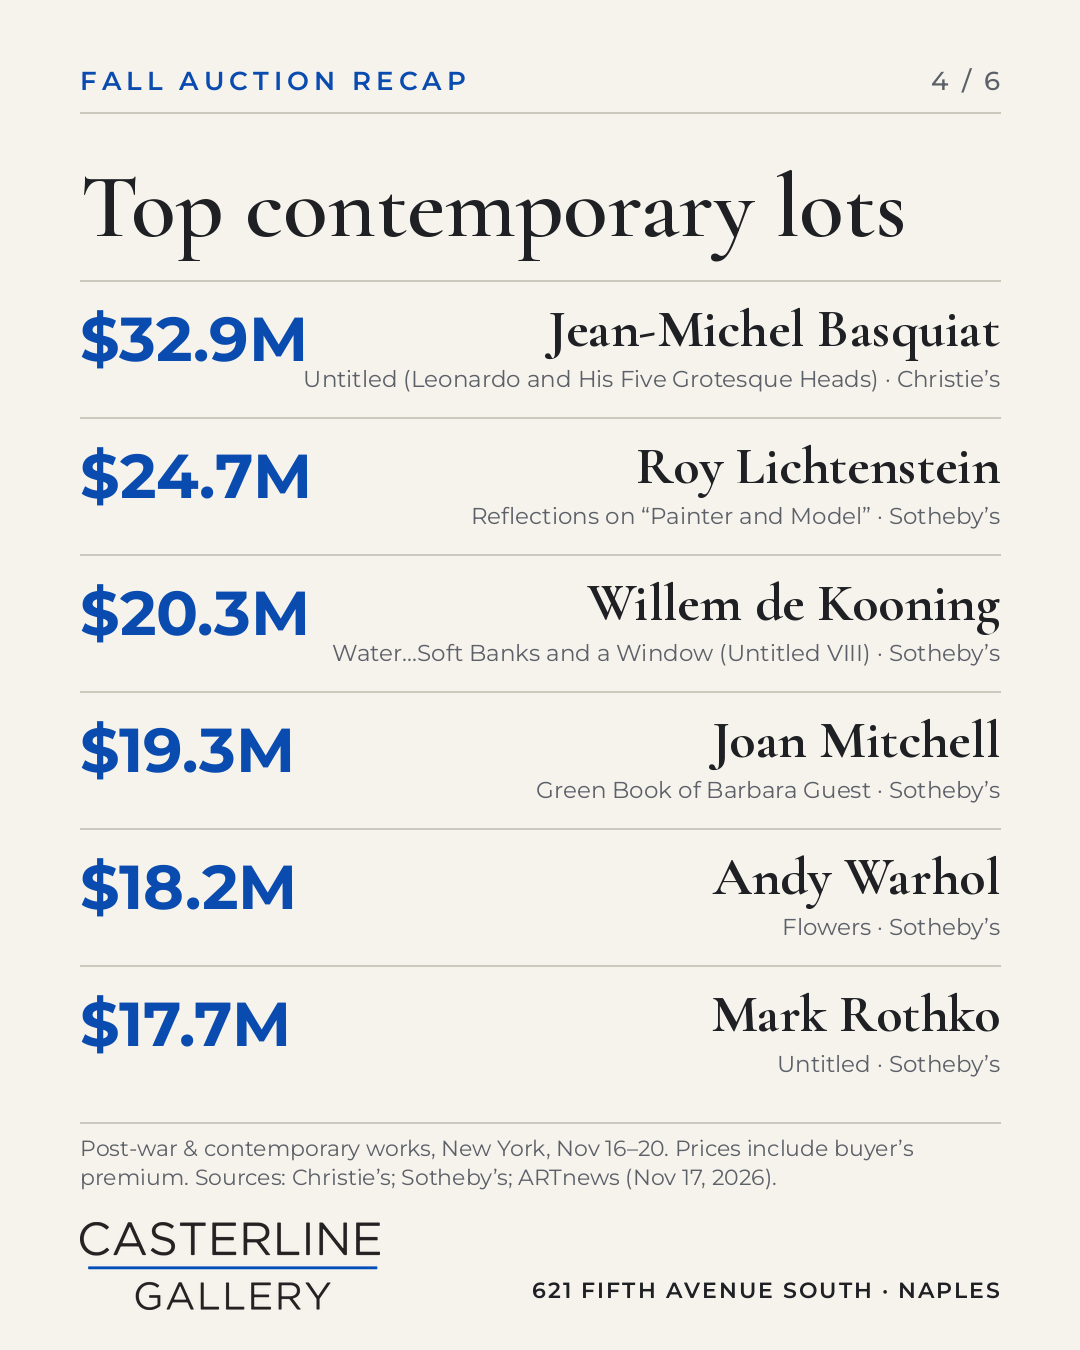 FALL AUCTION RECAP
4 / 6
Top contemporary lots
$32.9M
Jean-Michel Basquiat
Untitled (Leonardo and His Five Grotesque Heads) · Christie’s
$24.7M
Roy Lichtenstein
Reflections on “Painter and Model” · Sotheby’s
$20.3M
Willem de Kooning
Water...Soft Banks and a Window (Untitled VIII) · Sotheby’s
$19.3M
Joan Mitchell
Green Book of Barbara Guest · Sotheby’s
$18.2M
Andy Warhol
Flowers · Sotheby’s
$17.7M
Mark Rothko
Untitled · Sotheby’s
Post-war & contemporary works, New York, Nov 16–20. Prices include buyer’s
premium. Sources: Christie’s; Sotheby’s; ARTnews (Nov 17, 2026).
CASTERLINE
GALLERY
621 FIFTH AVENUE SOUTH · NAPLES